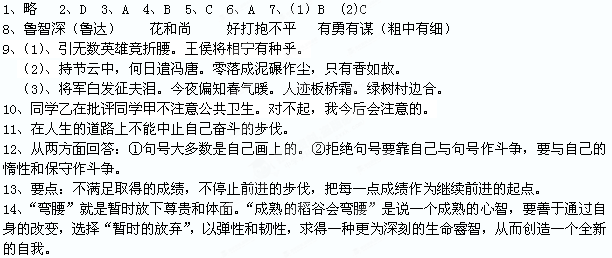 1、略　2、D　3、A　4、B　5、C　6、A　7、(1) B　(2)C
8、鲁智深（鲁达）　　花和尚　　好打抱不平　　有勇有谋（粗中有细）
9、（1）、引无数英雄竞折腰。王侯将相宁有种乎。
（2）、持节云中，何日遣冯唐。零落成泥碾作尘，只有香如故。
（3）、将军白发征夫泪。今夜偏知春气暖。人迹板桥霜。绿树村边合。
10、同学乙在批评同学甲不注意公共卫生。对不起，我今后会注意的。
11、在人生的道路上不能中止自己奋斗的步伐。
12、从两方面回答：①句号大多数是自己画上的。②拒绝句号要靠自己与句号作斗争，要与自己的
惰性和保守作斗争。
13、要点：不满足取得的成绩，不停止前进的步伐，把每一点成绩作为继续前进的起点。
14、“弯腰”就是暂时放下尊贵和体面。“成熟的稻谷会弯腰”是说一个成熟的心智，要善于通过自
身的改变，选择“暂时的放弃”，以弹性和韧性，求得一种更为深刻的生命睿智，从而创造一个全新
的自我。